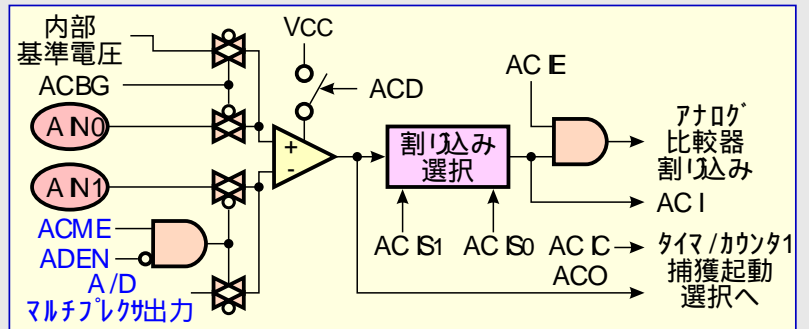 内部
基準電圧
ACBG
AIN0
AIN1
ACME
ADEN
A/D
マルチプレクサ出力
VCC
ACD
+
-
割り込み
選択
ACIS1
ACIS0
ACIE
アナログ
比較器
割り込み
ACI
ACIC
ACO
タイマ/カウンタ1
捕獲起動
選択へ